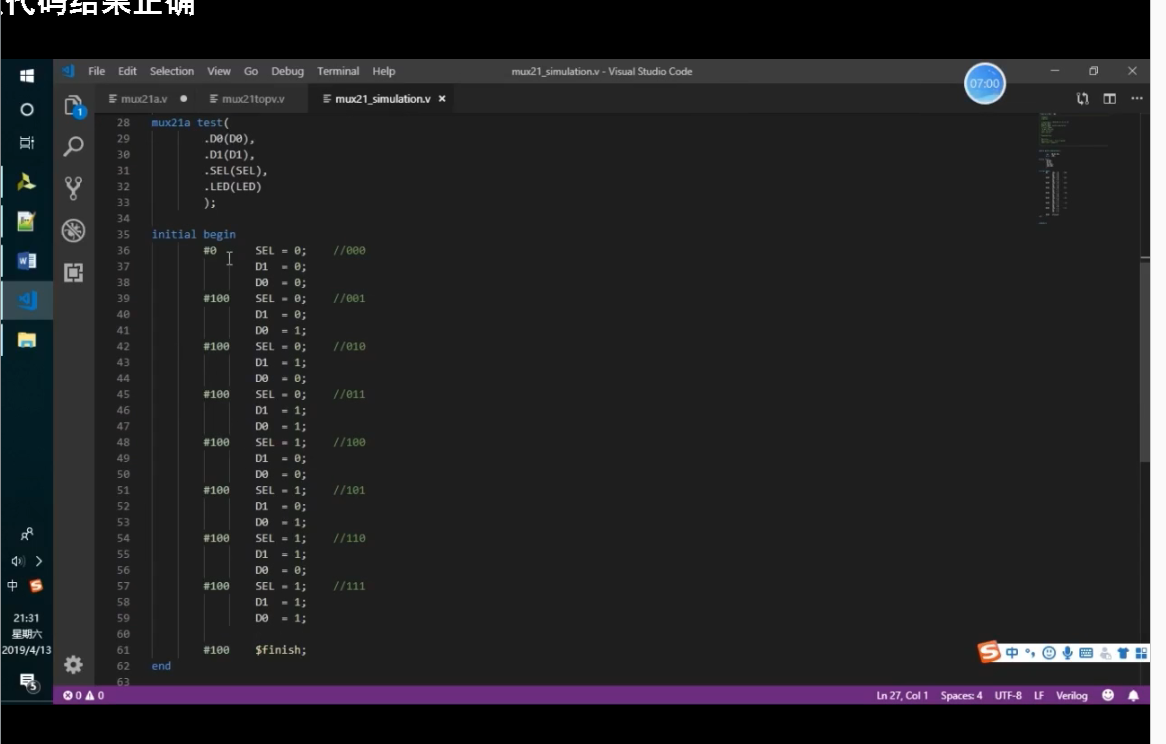 代码结果正确
File Edit Selection View Go Debug Terminal Help
mux21_simulation.v - Visual Studio Code
07:00
mux21a.v
mux21topv.v
mux21_simulation.v
1
28 mux21a test(
29 .D0(D0),
30 .D1(D1),
31 .SEL(SEL),
32 .LED(LED)
33 );
34
35 initial begin
36 #0 SEL = 0; //000
37 D1 = 0;
38 D0 = 0;
39 #100 SEL = 0; //001
40 D1 = 0;
41 D0 = 1;
42 #100 SEL = 0; //010
43 D1 = 1;
44 D0 = 0;
45 #100 SEL = 0; //011
46 D1 = 1;
47 D0 = 1;
48 #100 SEL = 1; //100
49 D1 = 0;
50 D0 = 0;
51 #100 SEL = 1; //101
52 D1 = 0;
53 D0 = 1;
54 #100 SEL = 1; //110
55 D1 = 1;
56 D0 = 0;
57 #100 SEL = 1; //111
58 D1 = 1;
59 D0 = 1;
60
61 #100 $finish;
62 end
63
中
21:31
星期六
2019/4/13
5
中
0 0
Ln 27, Col 1 Spaces: 4 UTF-8 LF Verilog